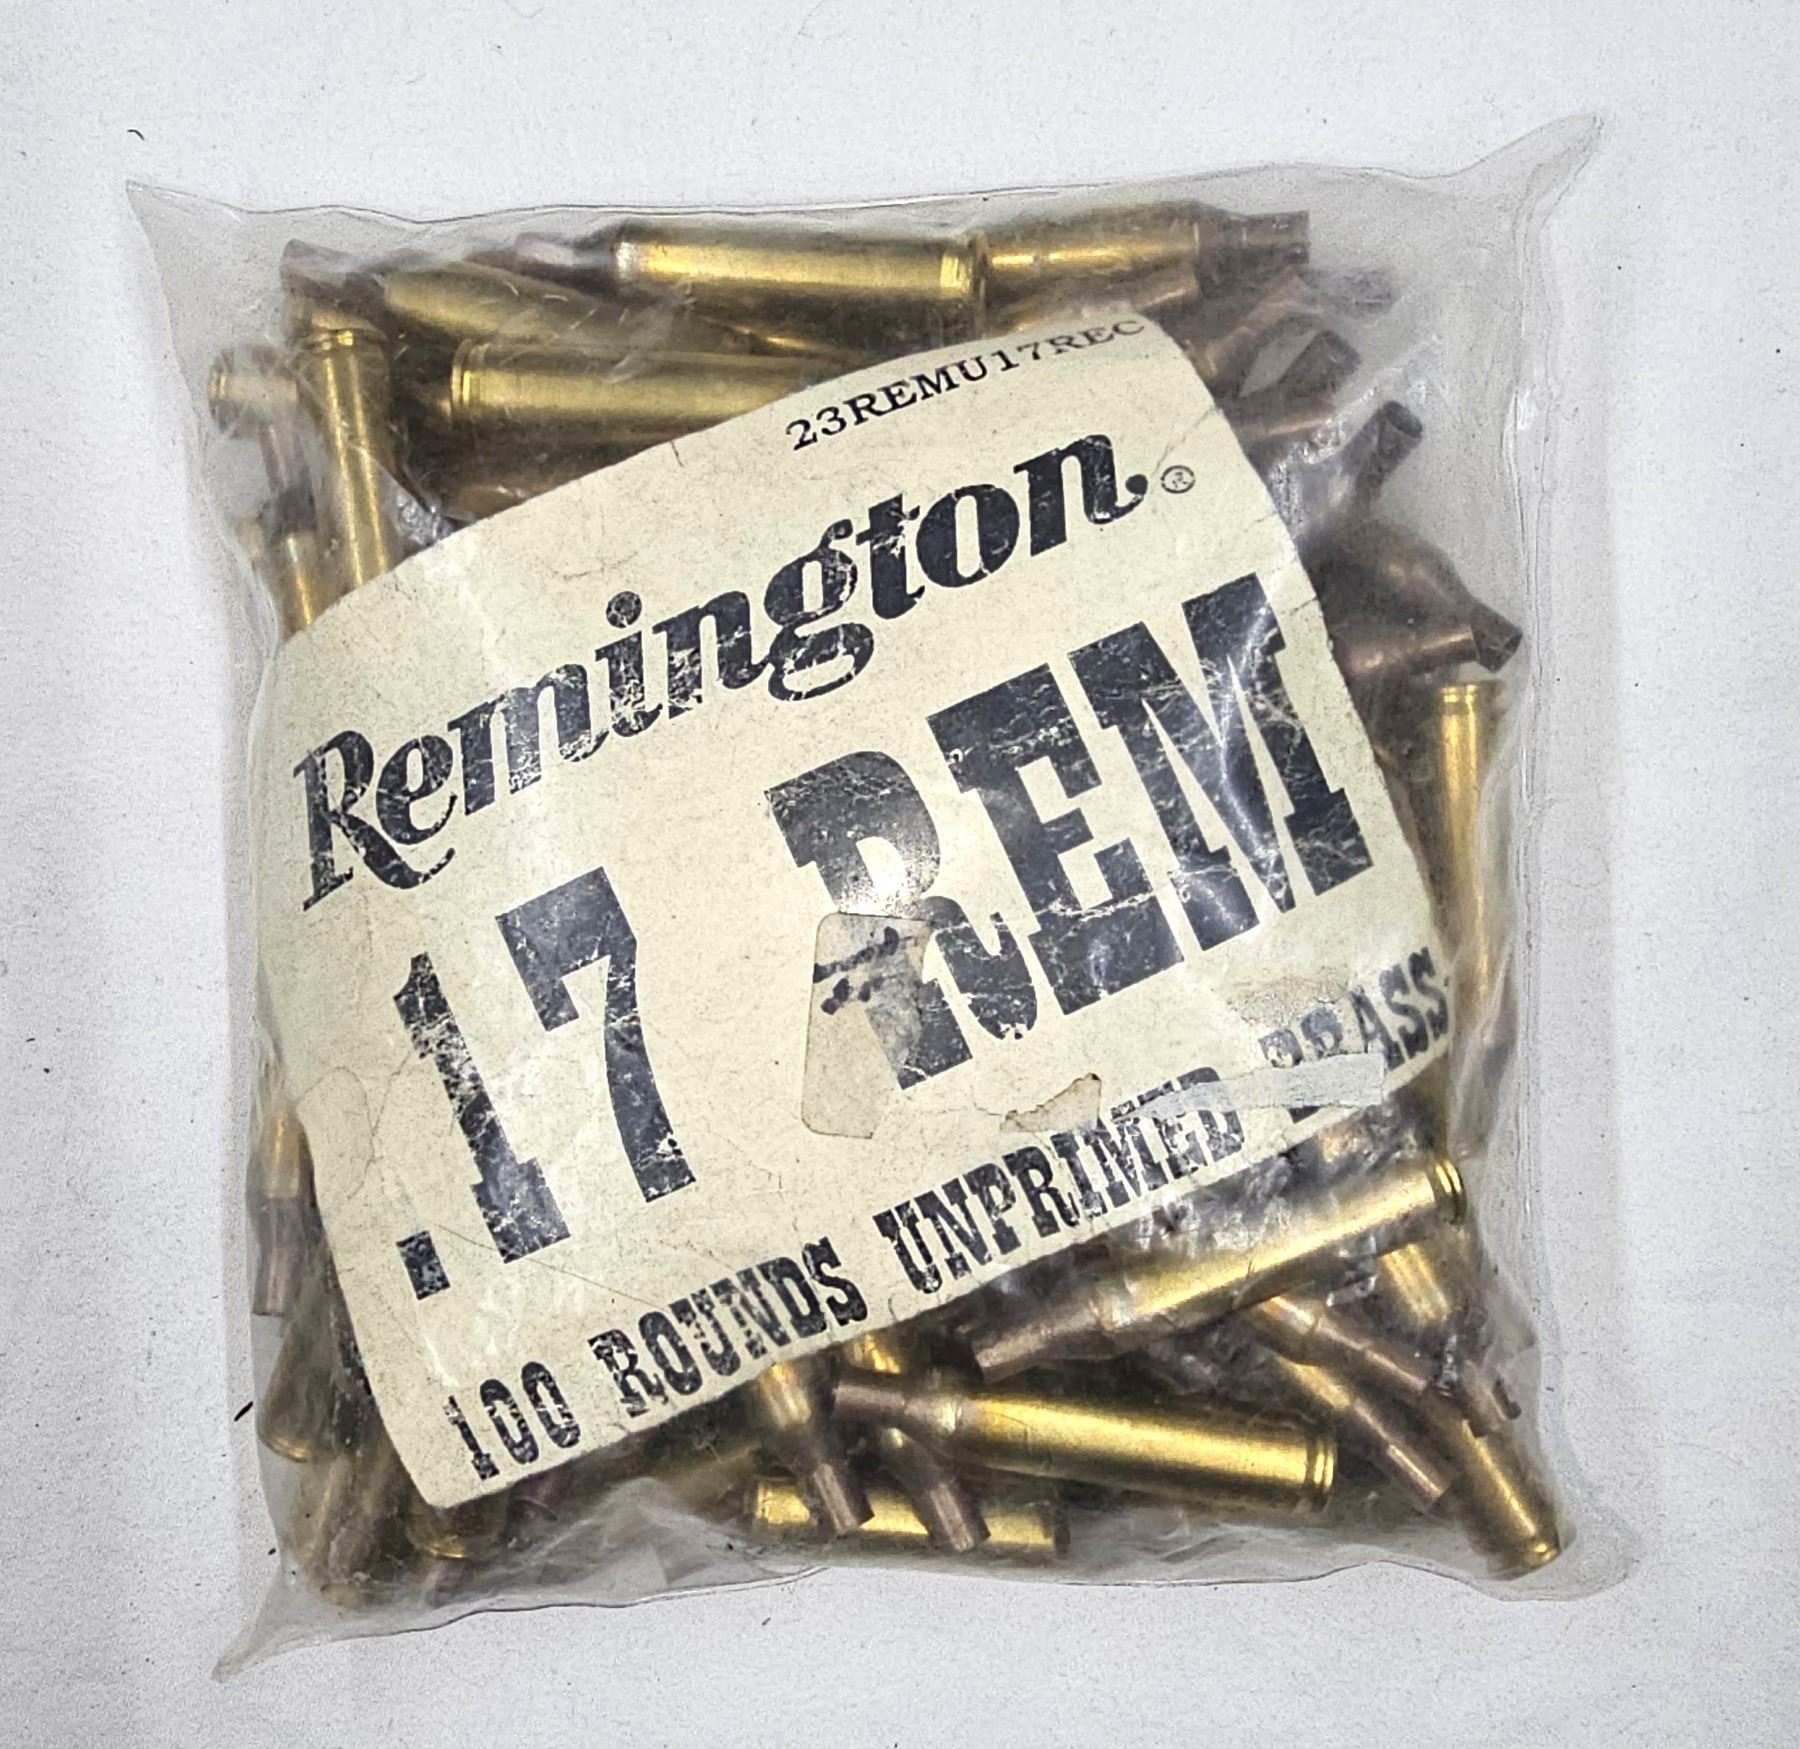 23REMU17REC
Remington®
.17 REM
100 ROUNDS UNPRIMED BRASS